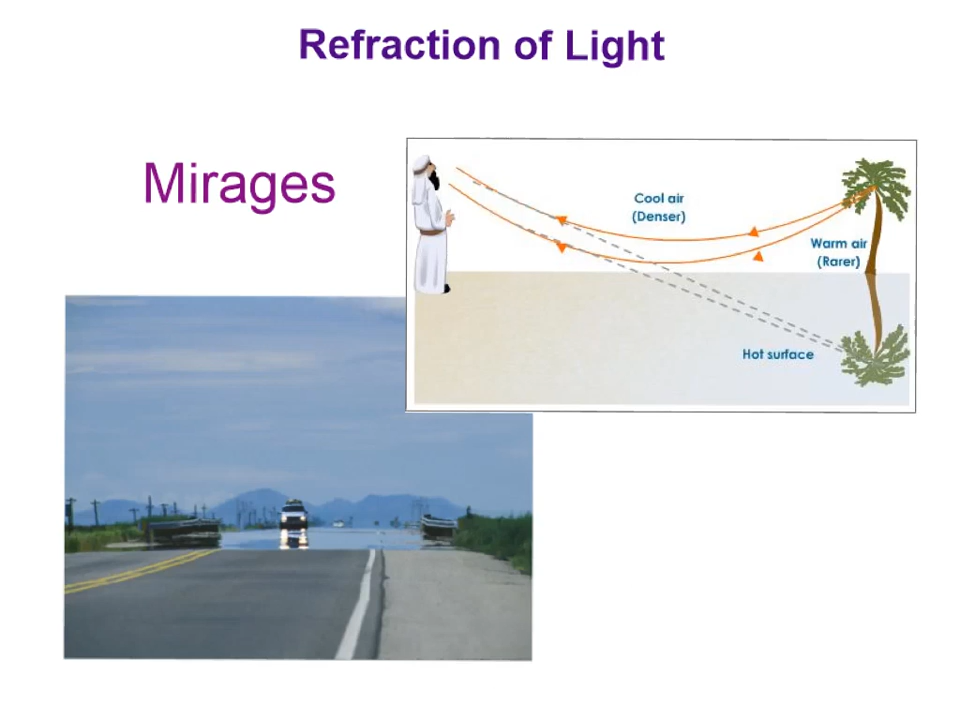 Refraction of Light
Mirages
Cool air
(Denser)
Warm air
(Rarer)
Hot surface